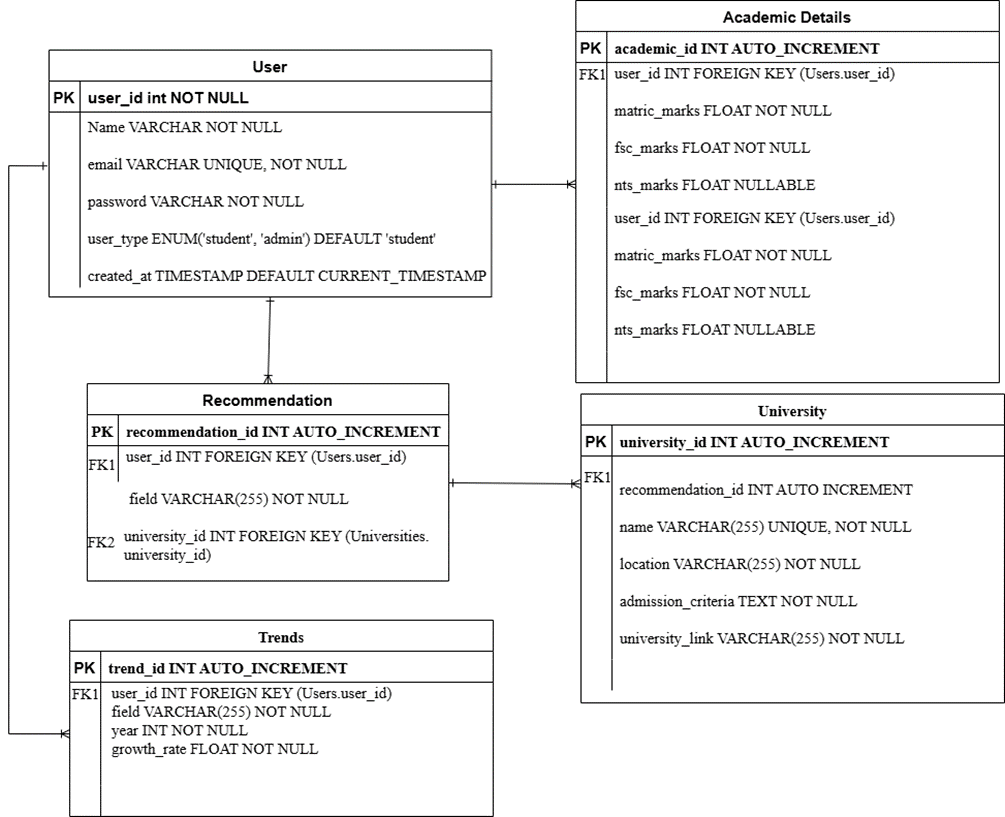 User
PK user_id int NOT NULL
Name VARCHAR NOT NULL
email VARCHAR UNIQUE, NOT NULL
password VARCHAR NOT NULL
user_type ENUM('student', 'admin') DEFAULT 'student'
created_at TIMESTAMP DEFAULT CURRENT_TIMESTAMP
Academic Details
PK academic_id INT AUTO_INCREMENT
FK1 user_id INT FOREIGN KEY (Users.user_id)
matric_marks FLOAT NOT NULL
fsc_marks FLOAT NOT NULL
nts_marks FLOAT NULLABLE
user_id INT FOREIGN KEY (Users.user_id)
matric_marks FLOAT NOT NULL
fsc_marks FLOAT NOT NULL
nts_marks FLOAT NULLABLE
Recommendation
PK recommendation_id INT AUTO_INCREMENT
FK1 user_id INT FOREIGN KEY (Users.user_id)
field VARCHAR(255) NOT NULL
FK2 university_id INT FOREIGN KEY (Universities.
university_id)
University
PK university_id INT AUTO_INCREMENT
FK1
recommendation_id INT AUTO INCREMENT
name VARCHAR(255) UNIQUE, NOT NULL
location VARCHAR(255) NOT NULL
admission_criteria TEXT NOT NULL
university_link VARCHAR(255) NOT NULL
Trends
PK trend_id INT AUTO_INCREMENT
FK1 user_id INT FOREIGN KEY (Users.user_id)
field VARCHAR(255) NOT NULL
year INT NOT NULL
growth_rate FLOAT NOT NULL